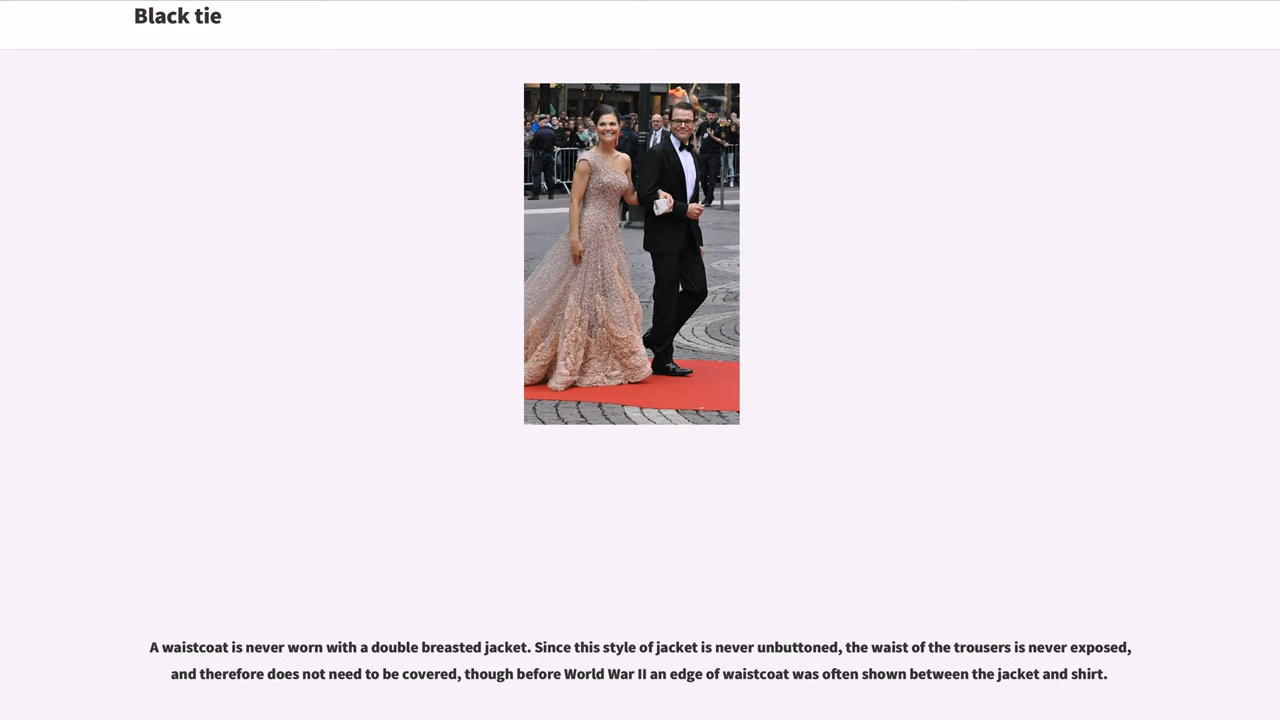 Black tie
A waistcoat is never worn with a double breasted jacket. Since this style of jacket is never unbuttoned, the waist of the trousers is never exposed,
and therefore does not need to be covered, though before World War II an edge of waistcoat was often shown between the jacket and shirt.